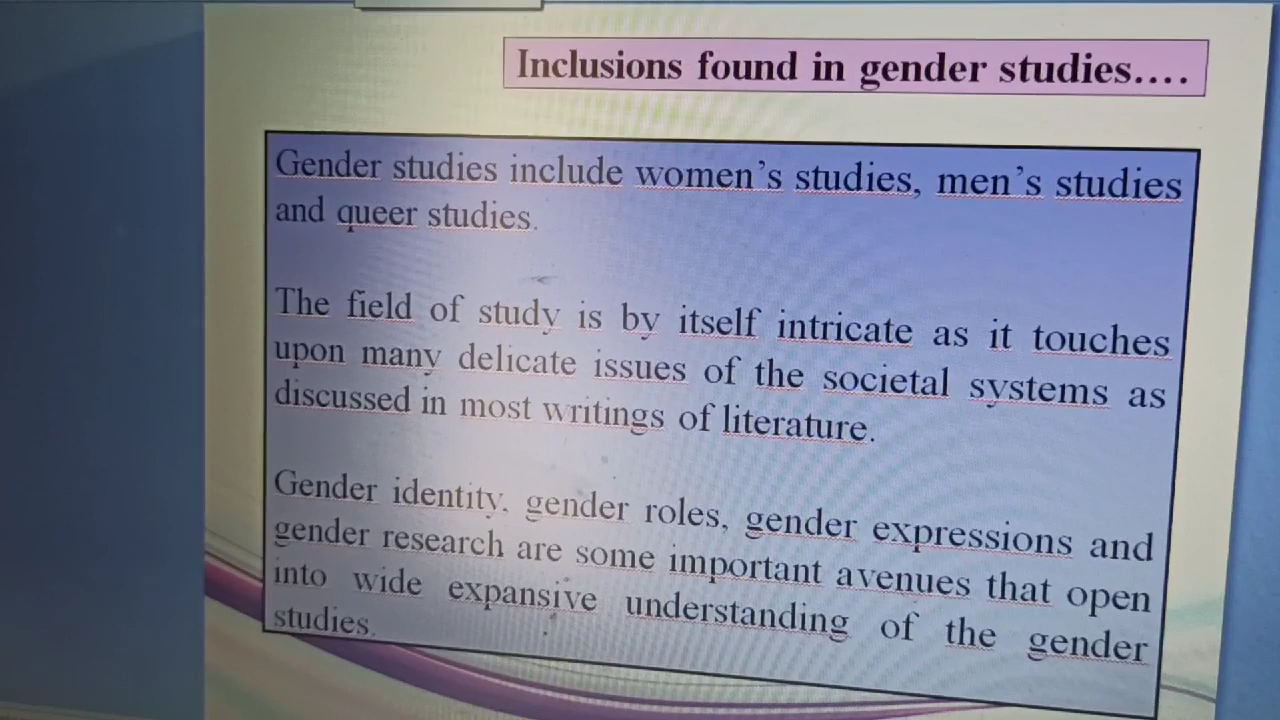 Inclusions found in gender studies....
Gender studies include women's studies, men's studies
and queer studies.
The field of study is by itself intricate as it touches
upon many delicate issues of the societal systems as
discussed in most writings of literature.
Gender identity, gender roles, gender expressions and
gender research are some important avenues that open
into wide expansive understanding of the gender
studies.